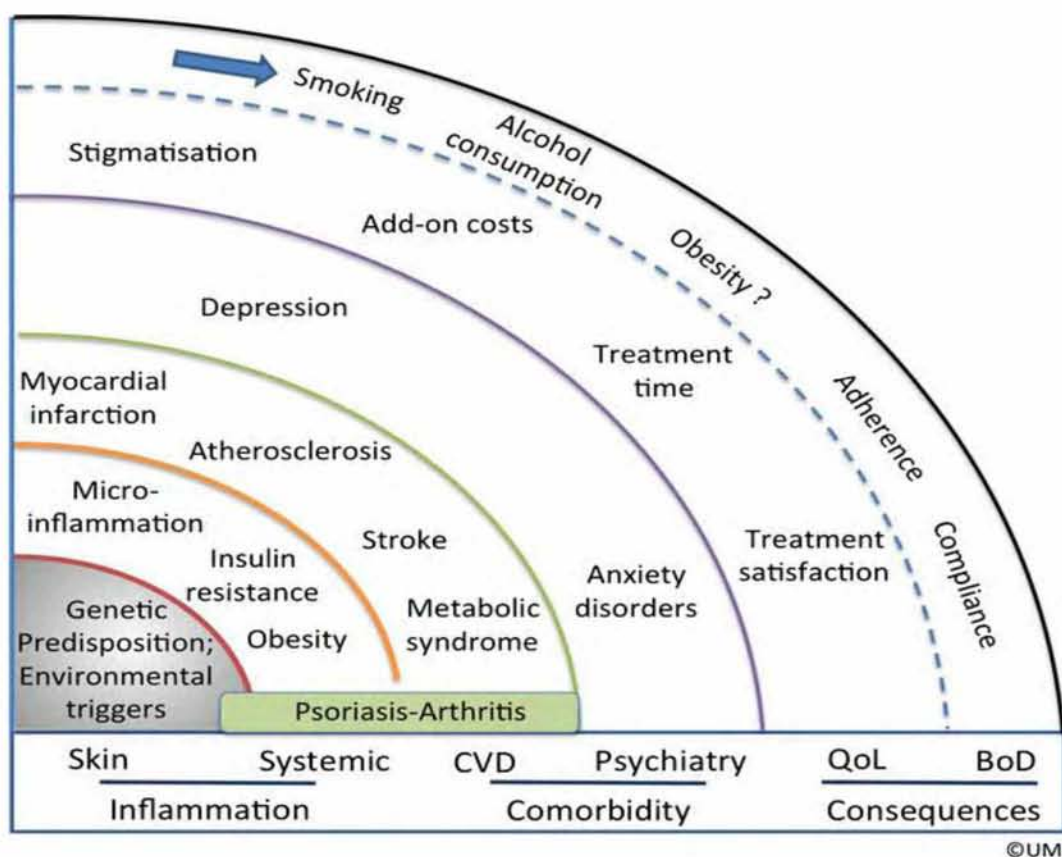 Smoking
Alcohol
consumption
Stigmatisation
Add-on costs
Obesity ?
Depression
Treatment
time
Adherence
Myocardial
infarction
Atherosclerosis
Micro-
inflammation
Stroke
Treatment
satisfaction
Compliance
Insulin
resistance
Anxiety
disorders
Genetic
Predisposition;
Environmental
triggers
Obesity
Metabolic
syndrome
Psoriasis-Arthritis
Skin Systemic CVD Psychiatry QoL BoD
Inflammation Comorbidity Consequences
©UM